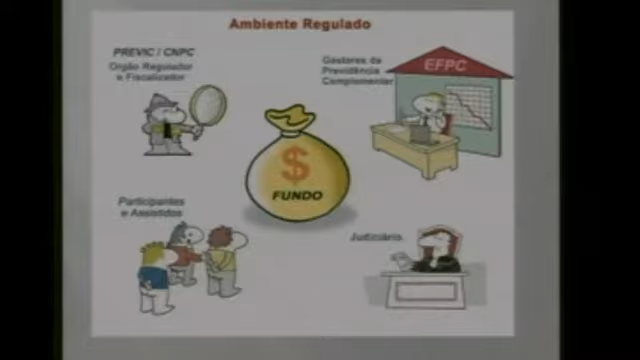 Ambiente Regulado
PREVIC / CNPC
Orgão Regulador
e Fiscalizador
Gestores da
Previdência
Complementar
EFPC
$
FUNDO
Participantes
e Assistidos
Judiciário